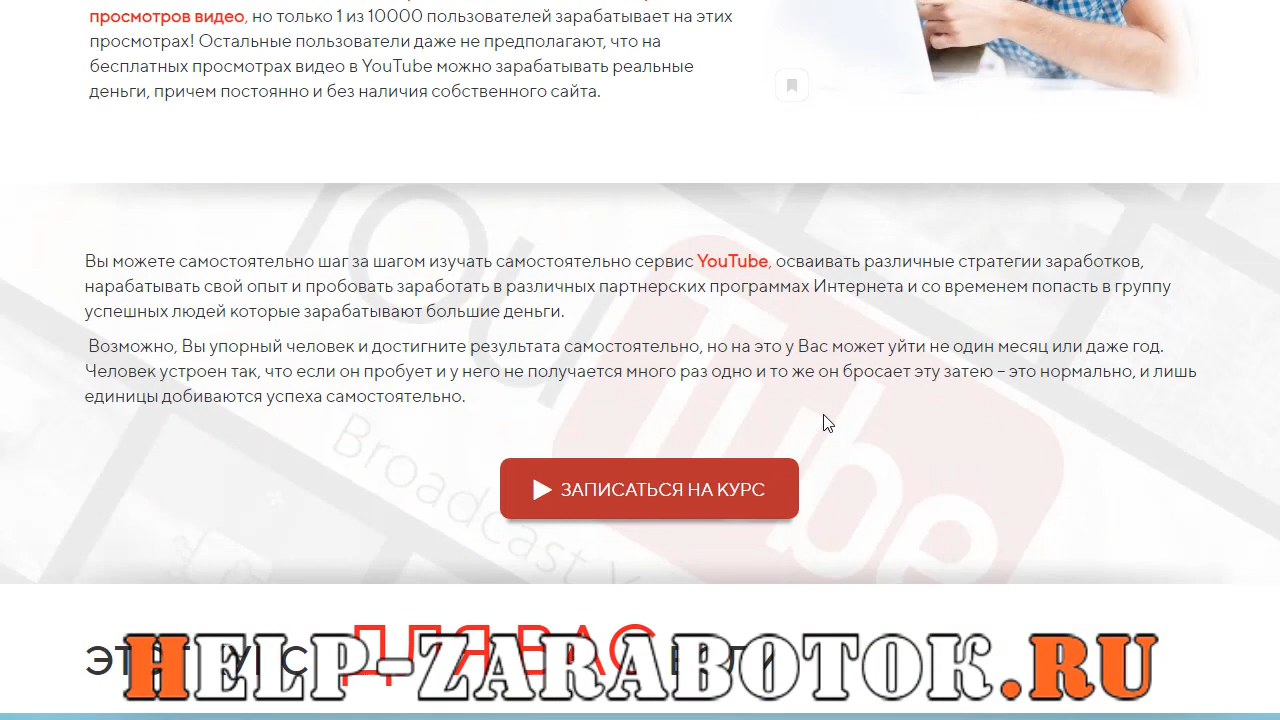 просмотров видео, но только 1 из 10000 пользователей зарабатывает на этих
просмотрах! Остальные пользователи даже не предполагают, что на
бесплатных просмотрах видео в YouTube можно зарабатывать реальные
деньги, причем постоянно и без наличия собственного сайта.
You
Tube
Broadcast Y
Вы можете самостоятельно шаг за шагом изучать самостоятельно сервис YouTube, осваивать различные стратегии заработков,
нарабатывать свой опыт и пробовать заработать в различных партнерских программах Интернета и со временем попасть в группу
успешных людей которые зарабатывают большие деньги.
Возможно, Вы упорный человек и достигните результата самостоятельно, но на это у Вас может уйти не один месяц или даже год.
Человек устроен так, что если он пробует и у него не получается много раз одно и то же он бросает эту затею – это нормально, и лишь
единицы добиваются успеха самостоятельно.
ЗАПИСАТЬСЯ НА КУРС
ДЛЯ ВАС
HELP-ZARABOTOK.RU